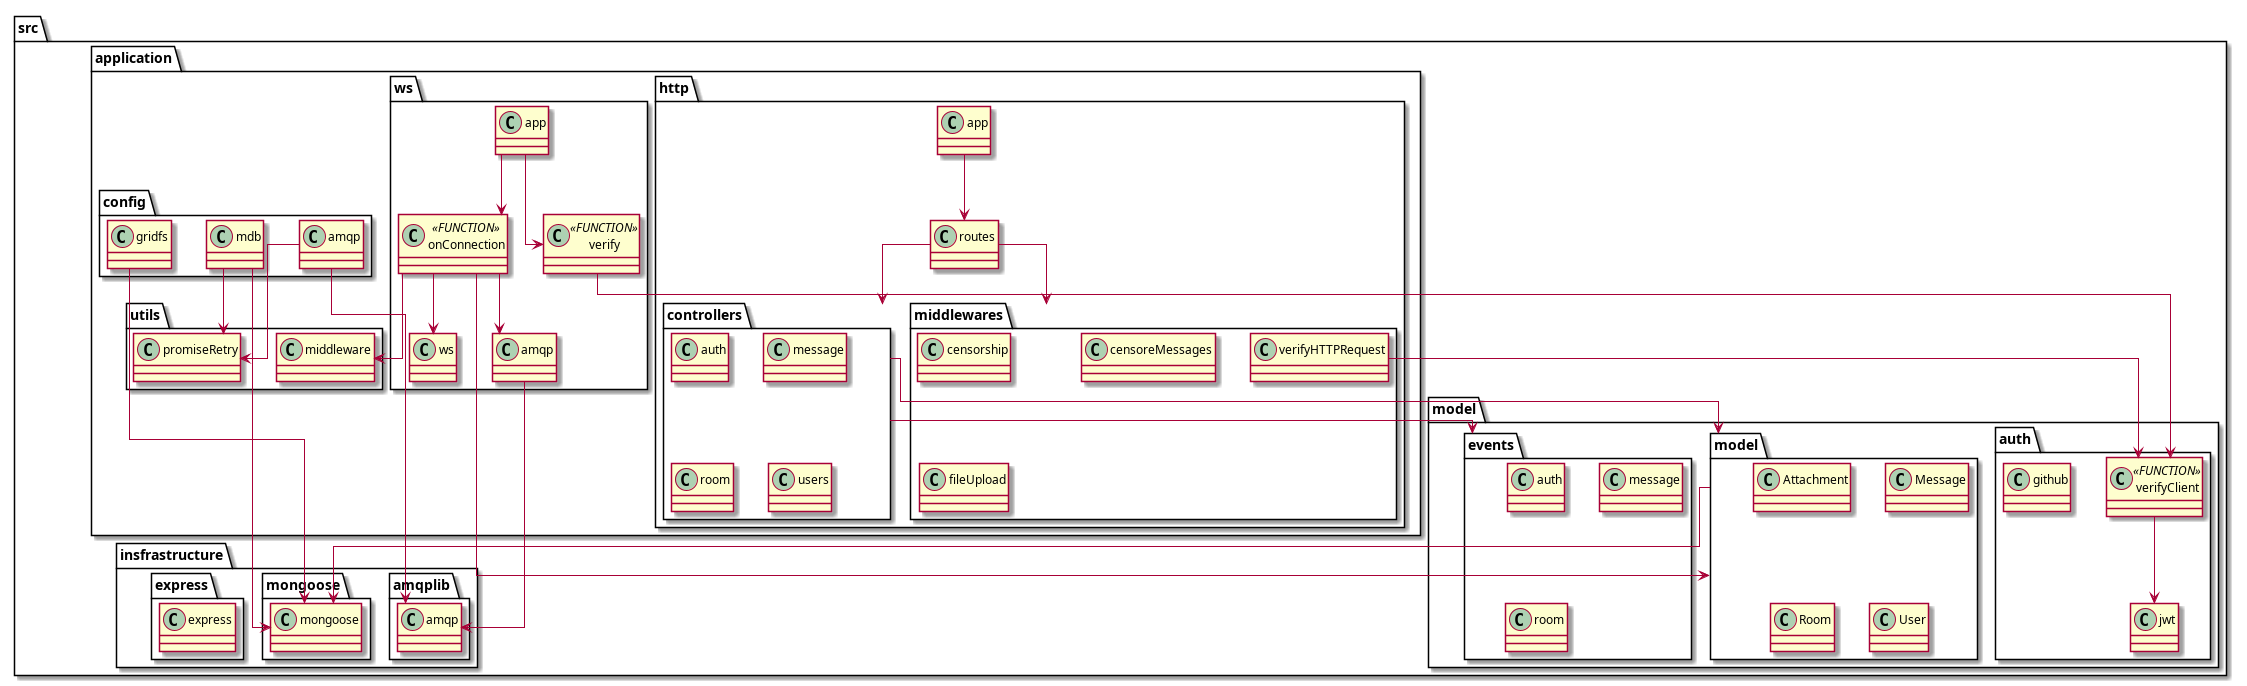 src
application
ws
http
C app
C app
config
C gridfs
C mdb
C amqp
C «FUNCTION»
onConnection
C «FUNCTION»
verify
C routes
utils
C promiseRetry
C middleware
C ws
C amqp
controllers
C auth
C message
C room
C users
middlewares
C censorship
C censoreMessages
C verifyHTTPRequest
C fileUpload
model
events
C auth
C message
C room
model
C Attachment
C Message
C Room
C User
auth
C github
C «FUNCTION»
verifyClient
C jwt
insfrastructure
express
C express
mongoose
C mongoose
amqplib
C amqp